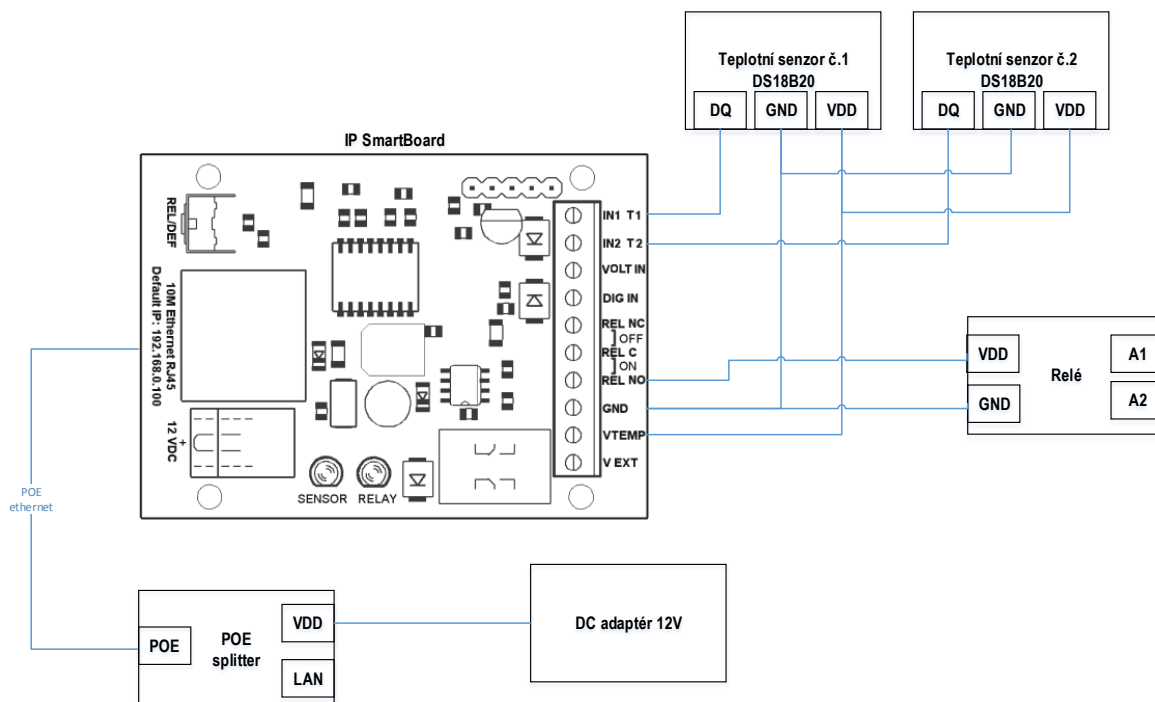 Teplotní senzor č.1
DS18B20
DQ
GND
VDD
Teplotní senzor č.2
DS18B20
DQ
GND
VDD
IP SmartBoard
REL/DEF
10M Ethernet RJ45
Default IP: 192.168.0.100
12 VDC
+
SENSOR
RELAY
IN1 T1
IN2 T2
VOLT IN
DIG IN
REL NC
] OFF
REL C
] ON
REL NO
GND
VTEMP
V EXT
VDD
GND
Relé
A1
A2
POE
ethernet
POE
POE
splitter
VDD
LAN
DC adaptér 12V